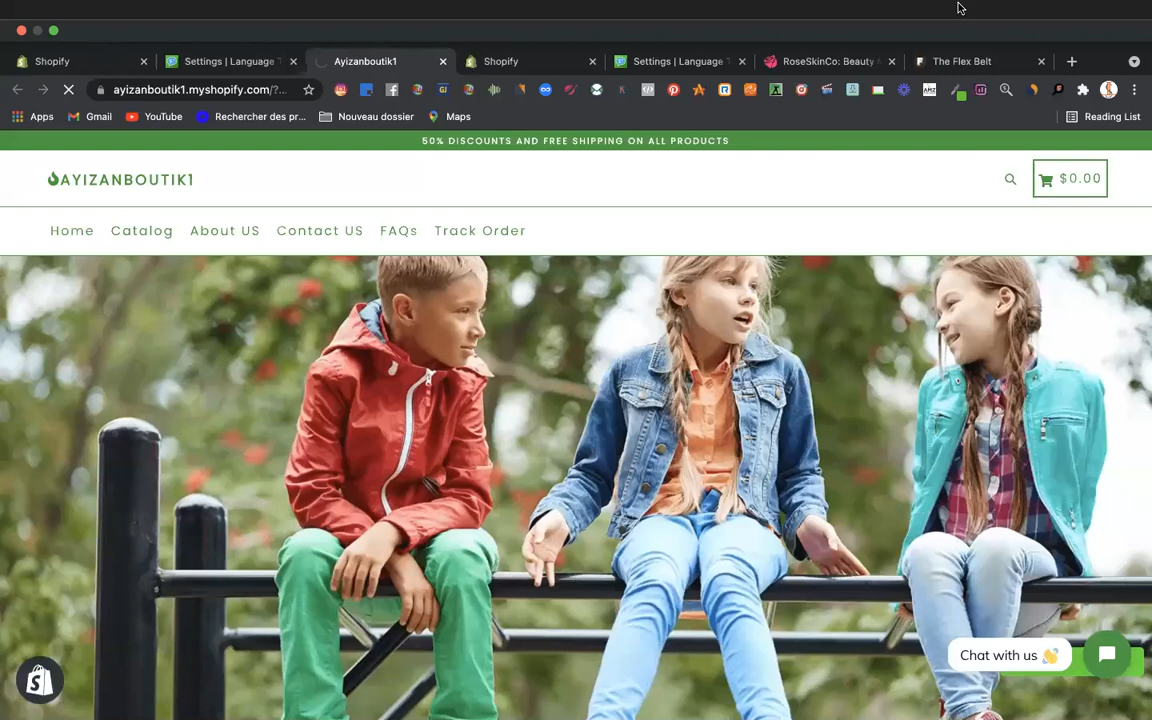 Shopify
Settings | Language T
Ayizanboutik1
Shopify
Settings | Language T
RoseSkinCo: Beauty M
The Flex Belt
ayizanboutik1.myshopify.com/?...
Apps
Gmail
YouTube
Rechercher des pr...
Nouveau dossier
Maps
Reading List
50% DISCOUNTS AND FREE SHIPPING ON ALL PRODUCTS
AYIZANBOUTIK1
$0.00
Home Catalog About US Contact US FAQs Track Order
Chat with us 👋